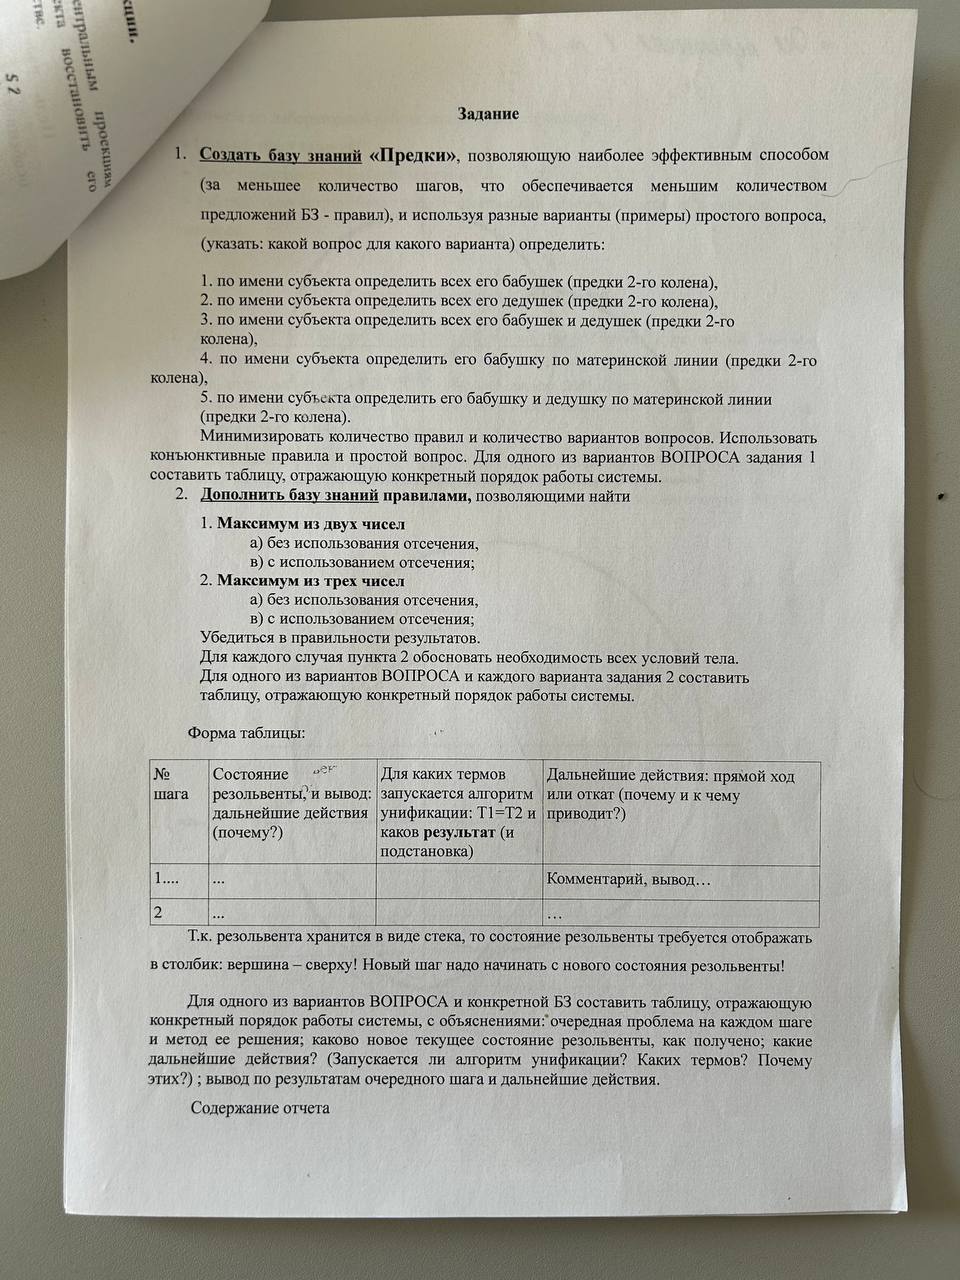 кции.
ентральным проекциям
екта восстановить его
тие.
5 2
Задание
1. Создать базу знаний «Предки», позволяющую наиболее эффективным способом
(за меньшее количество шагов, что обеспечивается меньшим количеством
предложений БЗ - правил), и используя разные варианты (примеры) простого вопроса,
(указать: какой вопрос для какого варианта) определить:
1. по имени субъекта определить всех его бабушек (предки 2-го колена),
2. по имени субъекта определить всех его дедушек (предки 2-го колена),
3. по имени субъекта определить всех его бабушек и дедушек (предки 2-го
колена),
4. по имени субъекта определить его бабушку по материнской линии (предки 2-го
колена),
5. по имени субъекта определить его бабушку и дедушку по материнской линии
(предки 2-го колена).
Минимизировать количество правил и количество вариантов вопросов. Использовать
конъюнктивные правила и простой вопрос. Для одного из вариантов ВОПРОСА задания 1
составить таблицу, отражающую конкретный порядок работы системы.
2. Дополнить базу знаний правилами, позволяющими найти
1. Максимум из двух чисел
а) без использования отсечения,
в) с использованием отсечения;
2. Максимум из трех чисел
а) без использования отсечения,
в) с использованием отсечения;
Убедиться в правильности результатов.
Для каждого случая пункта 2 обосновать необходимость всех условий тела.
Для одного из вариантов ВОПРОСА и каждого варианта задания 2 составить
таблицу, отражающую конкретный порядок работы системы.
Форма таблицы:
№
шага
Состояние
резольвенты, и вывод:
дальнейшие действия
(почему?)
Для каких термов
запускается алгоритм
унификации: Т1=Т2 и
каков результат (и
подстановка)
Дальнейшие действия: прямой ход
или откат (почему и к чему
приводит?)
1.... ... Комментарий, вывод…
2 ... …
Т.к. резольвента хранится в виде стека, то состояние резольвенты требуется отображать
в столбик: вершина – сверху! Новый шаг надо начинать с нового состояния резольвенты!
Для одного из вариантов ВОПРОСА и конкретной БЗ составить таблицу, отражающую
конкретный порядок работы системы, с объяснениями: очередная проблема на каждом шаге
и метод ее решения; каково новое текущее состояние резольвенты, как получено; какие
дальнейшие действия? (Запускается ли алгоритм унификации? Каких термов? Почему
этих?) ; вывод по результатам очередного шага и дальнейшие действия.
Содержание отчета